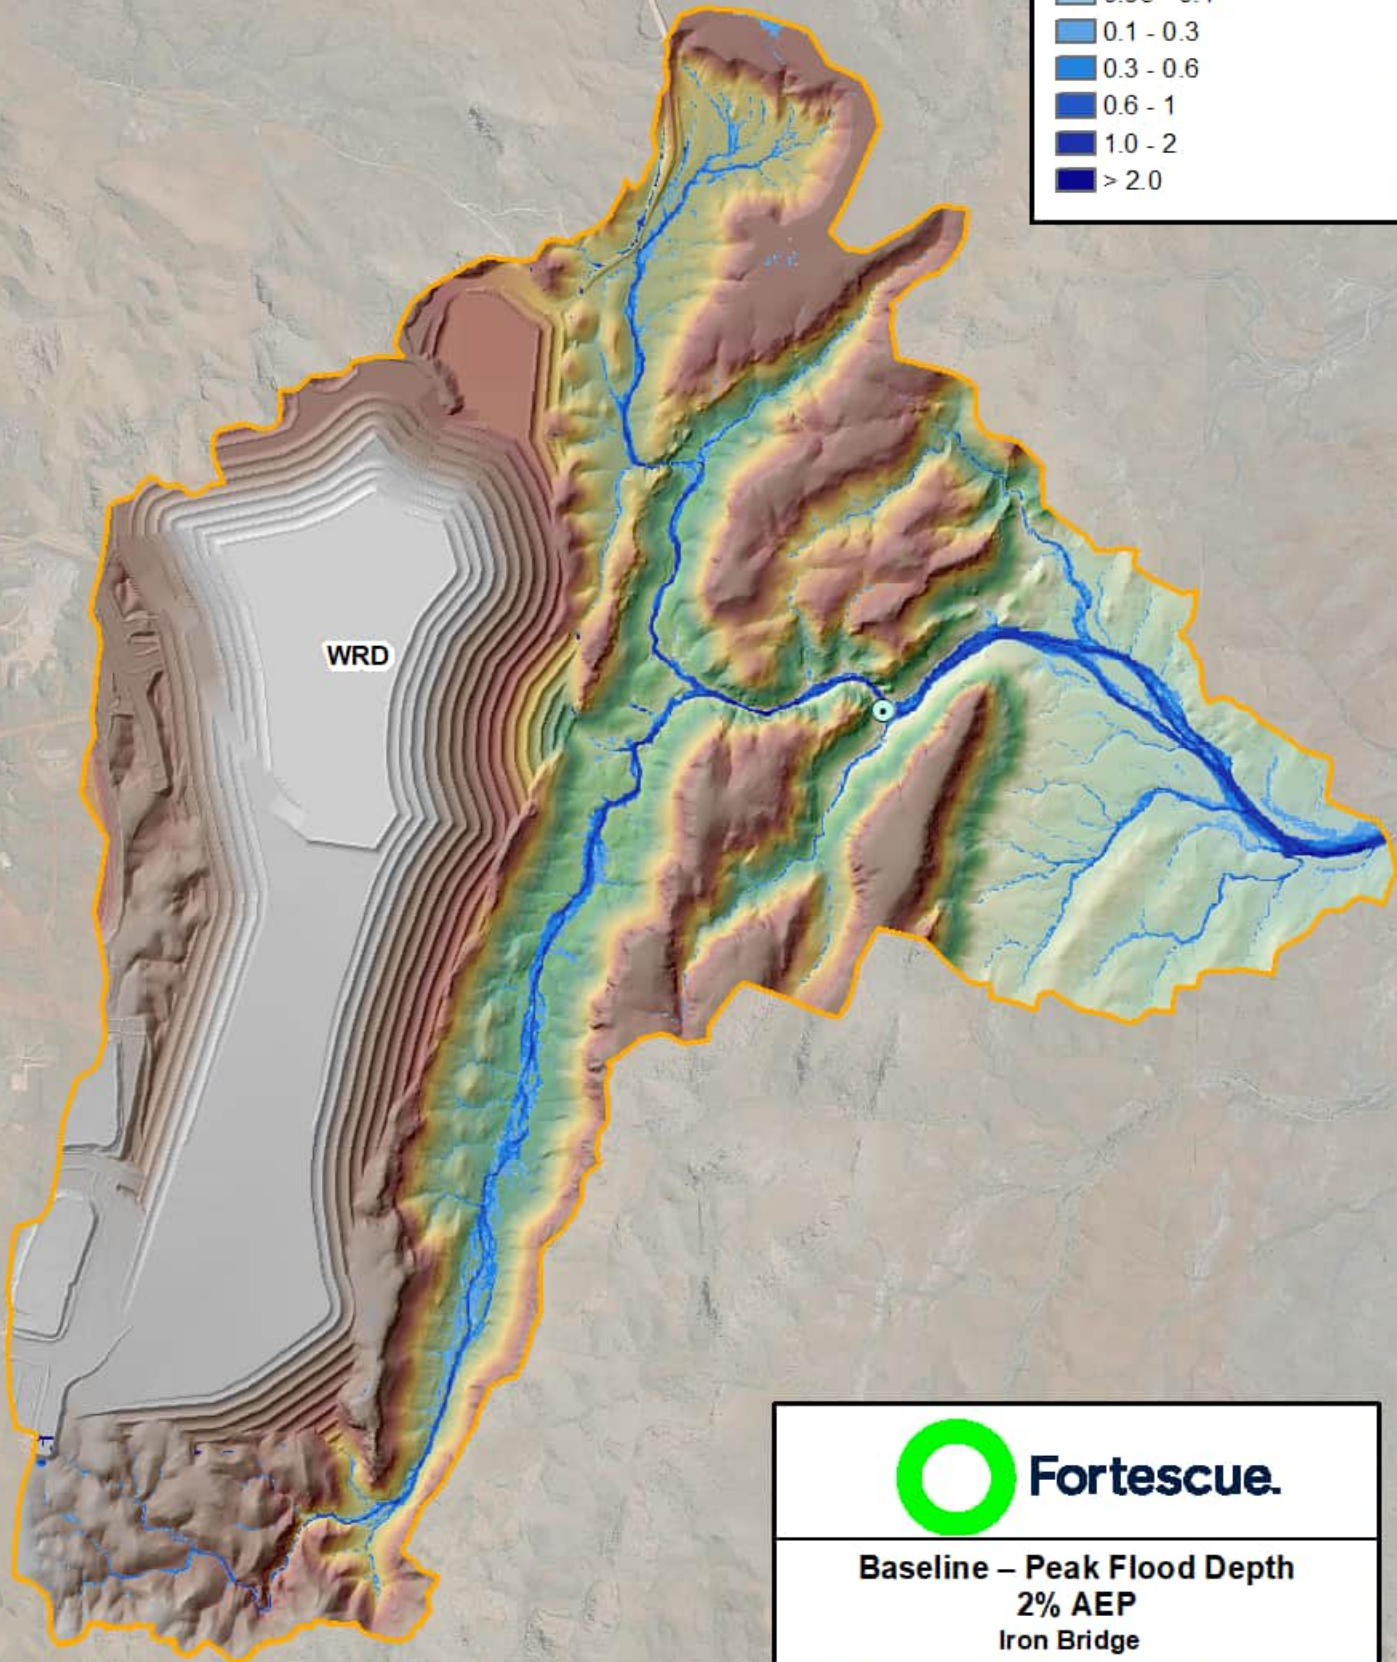 0.1 - 0.3
0.3 - 0.6
0.6 - 1
1.0 - 2
> 2.0
WRD
Fortescue.
Baseline – Peak Flood Depth
2% AEP
Iron Bridge